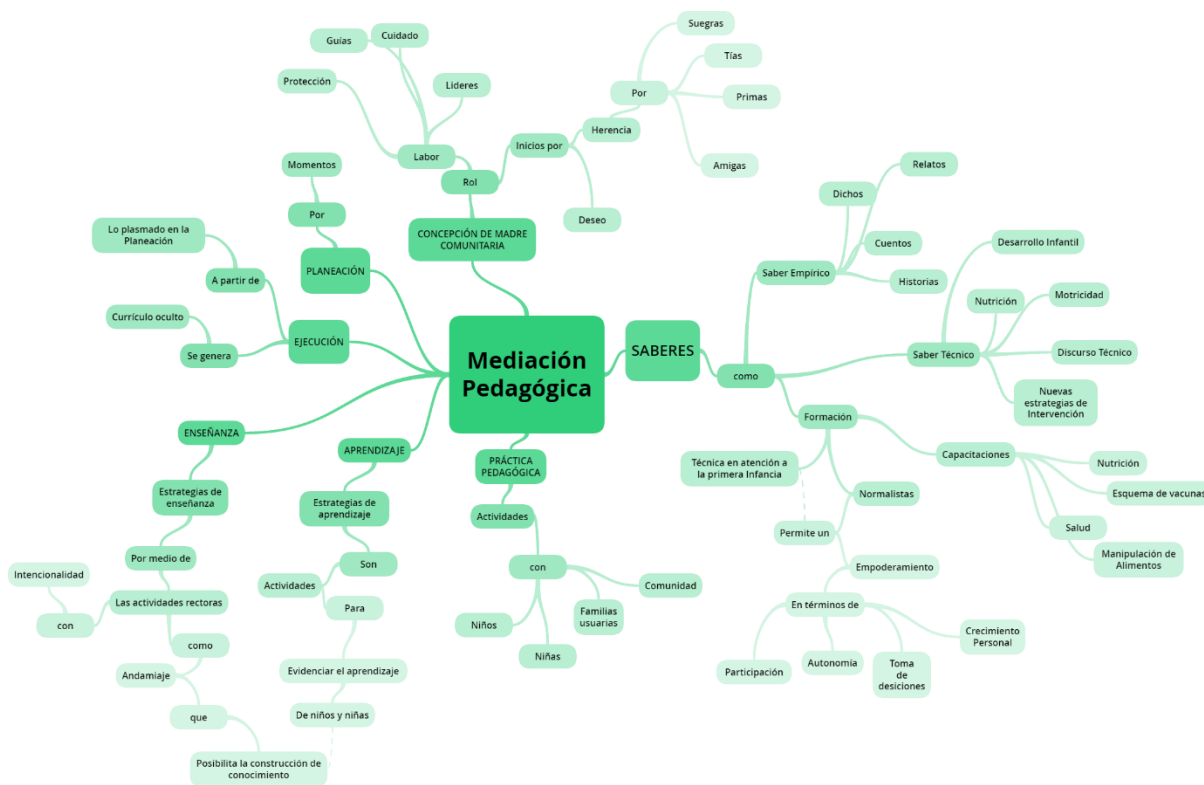 Mediación
Pedagógica
CONCEPCIÓN DE MADRE
COMUNITARIA
Rol
Labor
Protección
Guías
Cuidado
Lideres
Inicios por
Herencia
Por
Suegras
Tías
Primas
Amigas
Deseo
PLANEACIÓN
Por
Momentos
EJECUCIÓN
A partir de
Lo plasmado en la
Planeación
Se genera
Currículo oculto
ENSEÑANZA
Estrategias de
enseñanza
Por medio de
Las actividades rectoras
con
Intencionalidad
como
Andamiaje
que
Posibilita la construcción de
conocimiento
APRENDIZAJE
Estrategias de
aprendizaje
Son
Actividades
Para
Evidenciar el aprendizaje
De niños y niñas
PRÁCTICA
PEDAGÓGICA
Actividades
con
Niños
Niñas
Familias
usuarias
Comunidad
SABERES
como
Saber Empírico
Dichos
Relatos
Cuentos
Historias
Saber Técnico
Desarrollo Infantil
Nutrición
Motricidad
Discurso Técnico
Nuevas
estrategias de
Intervención
Formación
Técnica en atención a
la primera Infancia
Normalistas
Permite un
Empoderamiento
En términos de
Participación
Autonomía
Toma
de
desiciones
Crecimiento
Personal
Capacitaciones
Nutrición
Esquema de vacunas
Salud
Manipulación de
Alimentos